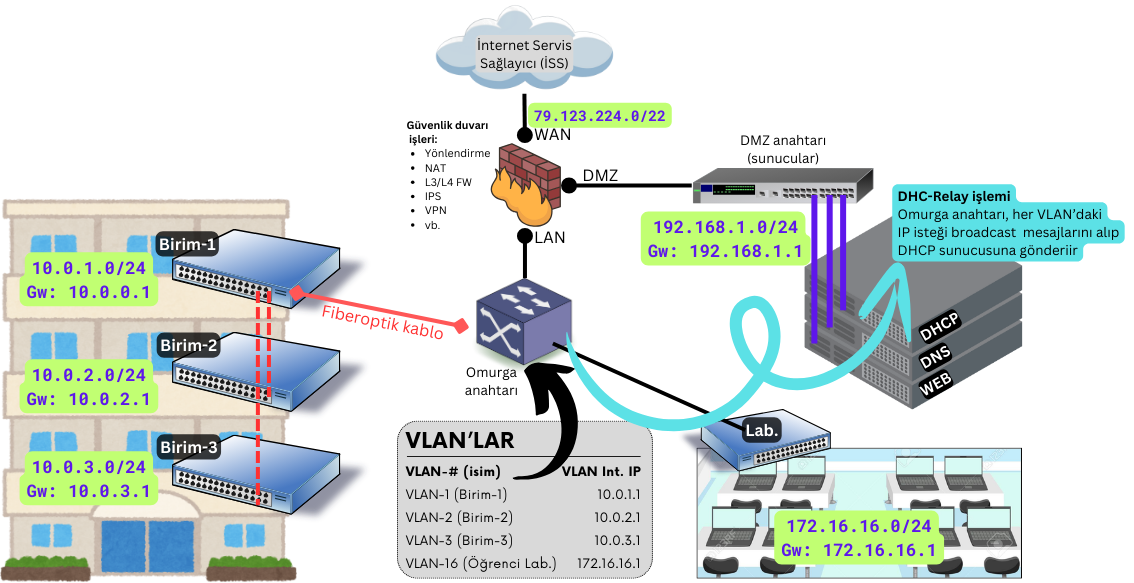 İnternet Servis
Sağlayıcı (İSS)
79.123.224.0/22
WAN
Güvenlik duvarı
işleri:
Yönlendirme
NAT
L3/L4 FW
IPS
VPN
vb.
DMZ
LAN
DMZ anahtarı
(sunucular)
192.168.1.0/24
Gw: 192.168.1.1
DHC-Relay işlemi
Omurga anahtarı, her VLAN’daki
IP isteği broadcast mesajlarını alıp
DHCP sunucusuna gönderiir
DHCP
DNS
WEB
Birim-1
10.0.1.0/24
Gw: 10.0.0.1
Fiberoptik kablo
Birim-2
10.0.2.0/24
Gw: 10.0.2.1
Birim-3
10.0.3.0/24
Gw: 10.0.3.1
Omurga
anahtarı
VLAN’LAR
VLAN-# (isim) VLAN Int. IP
VLAN-1 (Birim-1) 10.0.1.1
VLAN-2 (Birim-2) 10.0.2.1
VLAN-3 (Birim-3) 10.0.3.1
VLAN-16 (Öğrenci Lab.) 172.16.16.1
Lab.
172.16.16.0/24
Gw: 172.16.16.1